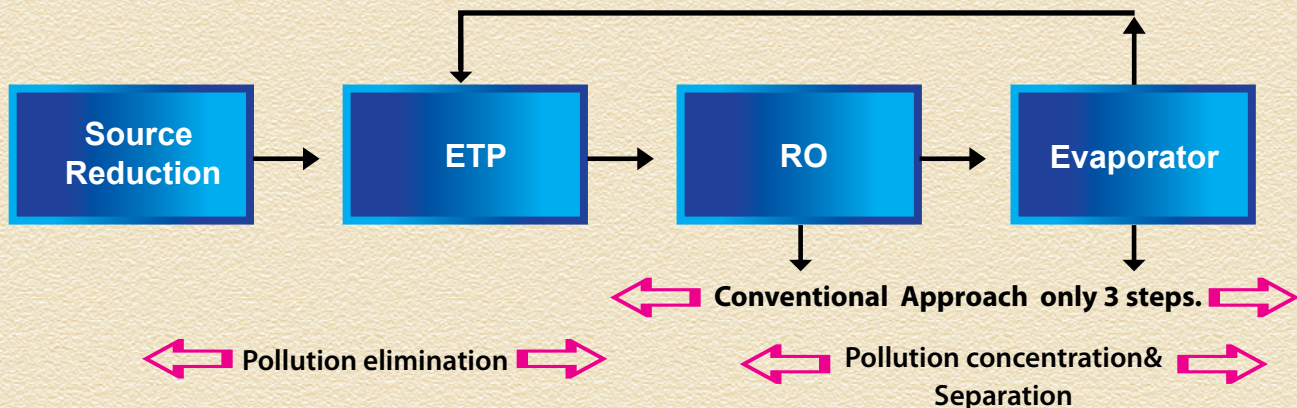 Source
Reduction
ETP
RO
Evaporator
Conventional Approach only 3 steps.
Pollution elimination
Pollution concentration&
Separation